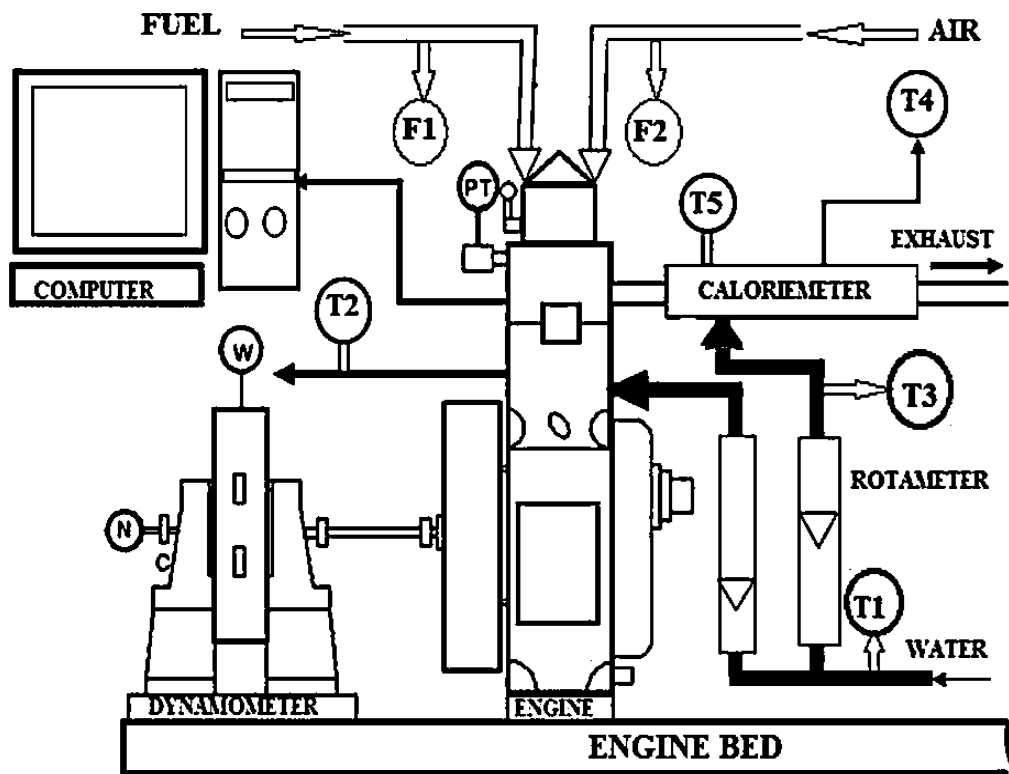 FUEL
AIR
F1
F2
T4
PT
T5
EXHAUST
COMPUTER
CALORIEMETER
T2
W
T3
ROTAMETER
N
C
T1
WATER
DYNAMOMETER
ENGINE
ENGINE BED